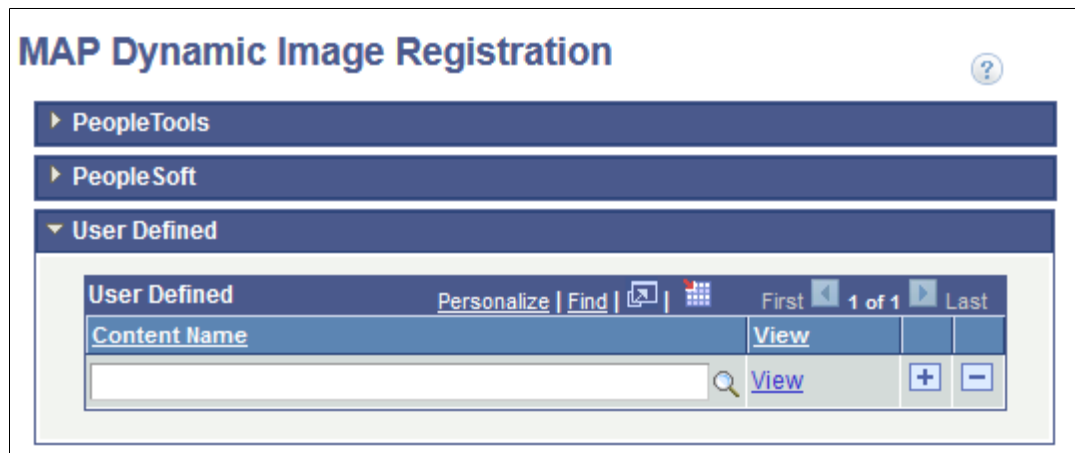 MAP Dynamic Image Registration
?
PeopleTools
PeopleSoft
User Defined
User Defined Personalize | Find | | First 1 of 1 Last
Content Name View
View + −